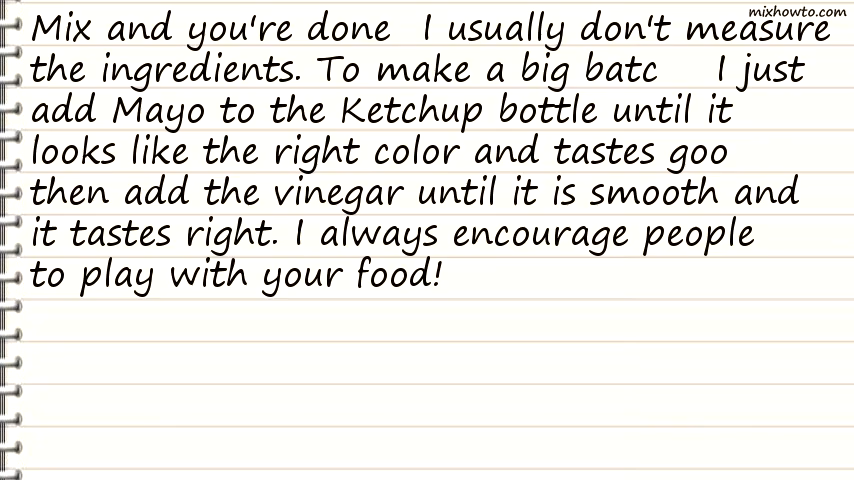 mixhowto.com
Mix and you're done I usually don't measure
the ingredients. To make a big batc I just
add Mayo to the Ketchup bottle until it
looks like the right color and tastes goo
then add the vinegar until it is smooth and
it tastes right. I always encourage people
to play with your food!